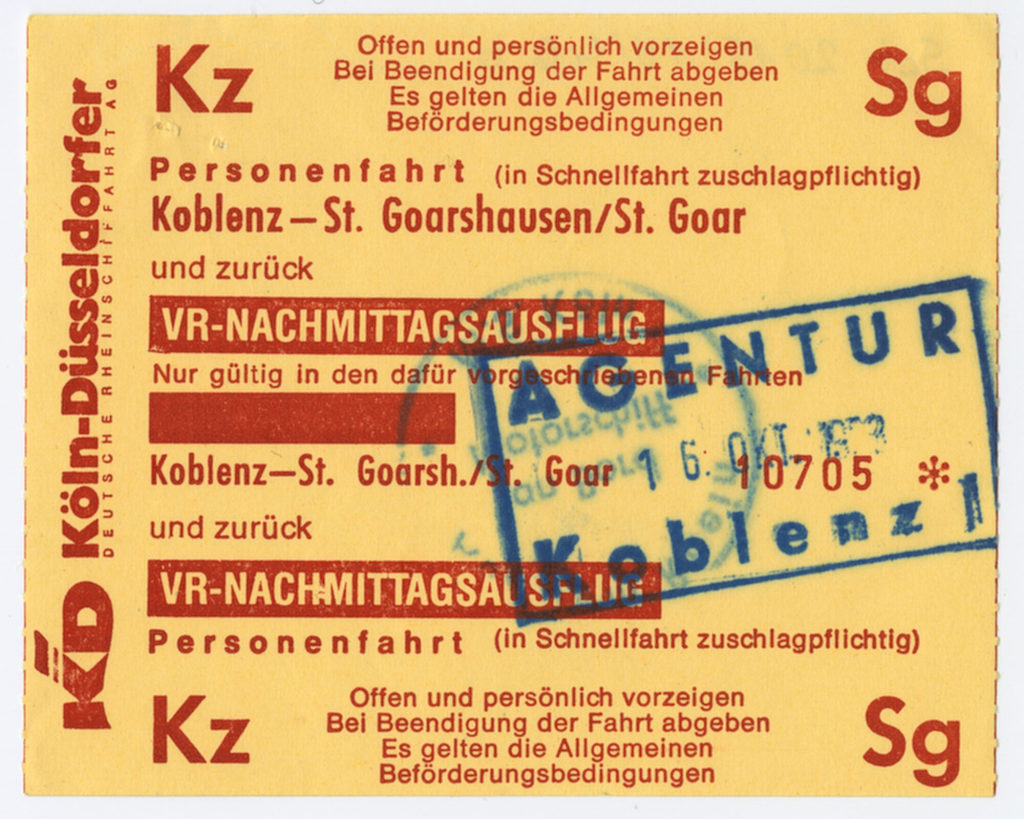 Kz
Offen und persönlich vorzeigen
Bei Beendigung der Fahrt abgeben
Es gelten die Allgemeinen
Beförderungsbedingungen
Sg
Personenfahrt (in Schnellfahrt zuschlagpflichtig)
Koblenz – St. Goarshausen/St. Goar
und zurück
VR-NACHMITTAGSAUSFLUG
Nur gültig in den dafür vorgeschriebenen Fahrten
Koblenz–St. Goarsh./St. Goar 10705 *
und zurück
VR-NACHMITTAGSAUSFLUG
Personenfahrt (in Schnellfahrt zuschlagpflichtig)
Kz
Offen und persönlich vorzeigen
Bei Beendigung der Fahrt abgeben
Es gelten die Allgemeinen
Beförderungsbedingungen
Sg
KD Köln-Düsseldorfer
DEUTSCHE RHEINSCHIFFAHRT AG
AGENTUR
16. OKT.
Koblenz
Motorschiff
an Bord